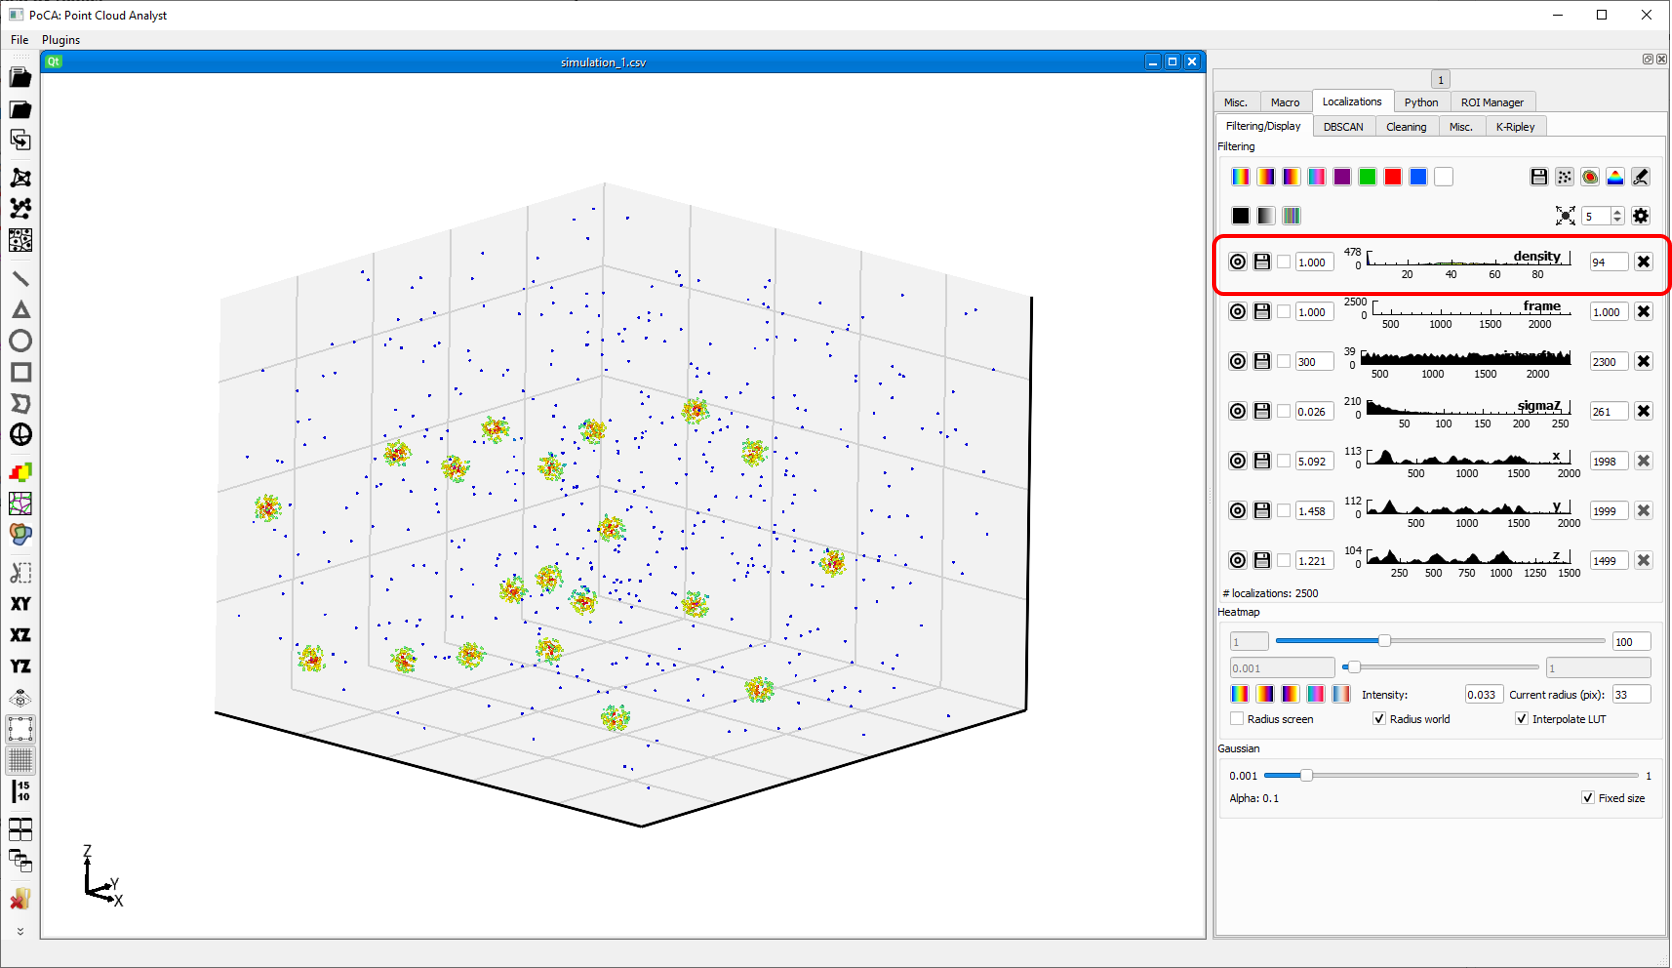 PoCA: Point Cloud Analyst
File Plugins
Qt simulation_1.csv
1
Misc. Macro Localizations Python ROI Manager
Filtering/Display DBSCAN Cleaning Misc. K-Ripley
Filtering
5
1.000 478 0 density 20 40 60 80 94
1.000 2500 0 frame 500 1000 1500 2000 1.000
300 39 0 500 1000 2000 2300
0.026 210 0 sigmaZ 50 100 150 200 250 261
5.092 113 0 x 500 1000 1500 2000 1998
1.458 112 0 y 500 1000 1500 2000 1999
1.221 104 0 z 250 500 750 1000 1250 1500 1499
# localizations: 2500
Heatmap
1 100
0.001 1
Intensity: 0.033 Current radius (pix): 33
Radius screen Radius world Interpolate LUT
Gaussian
0.001 1
Alpha: 0.1 Fixed size
XY
XZ
YZ
15
10
Z
Y
X